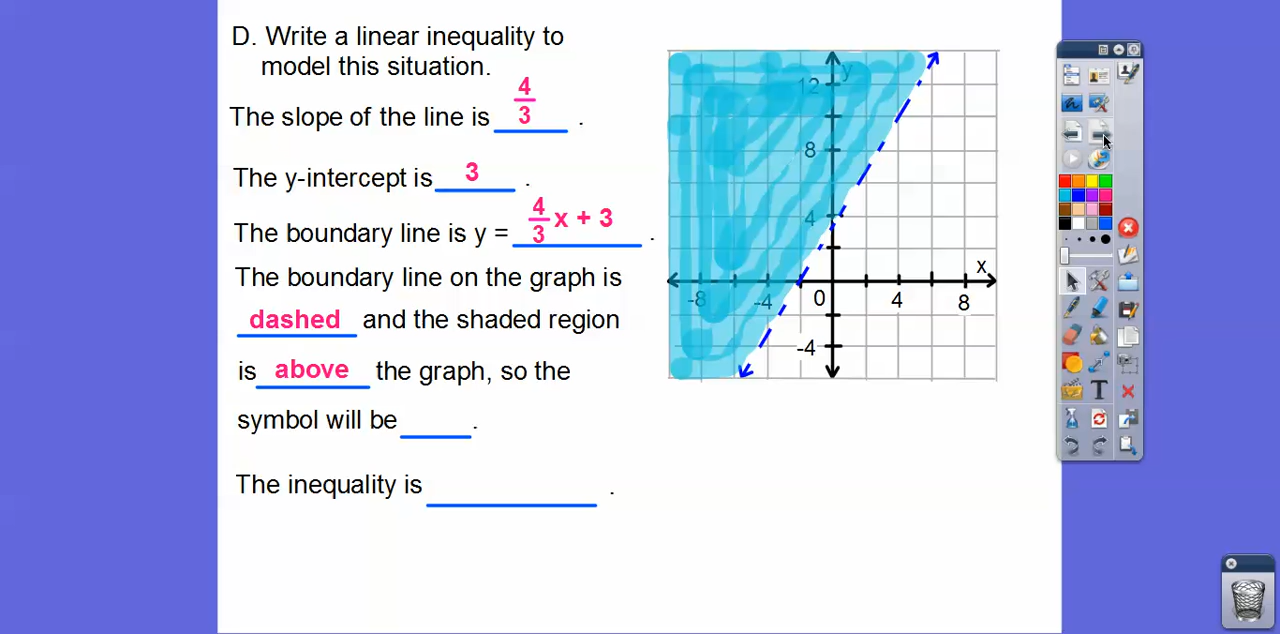 D. Write a linear inequality to
model this situation.
The slope of the line is 4/3 .
The y-intercept is 3 .
The boundary line is y = 4/3 x + 3 .
The boundary line on the graph is
dashed and the shaded region
is above the graph, so the
symbol will be ____.
The inequality is ____ .
y
12
8
4
x
-8 -4 0 4 8
-4
T